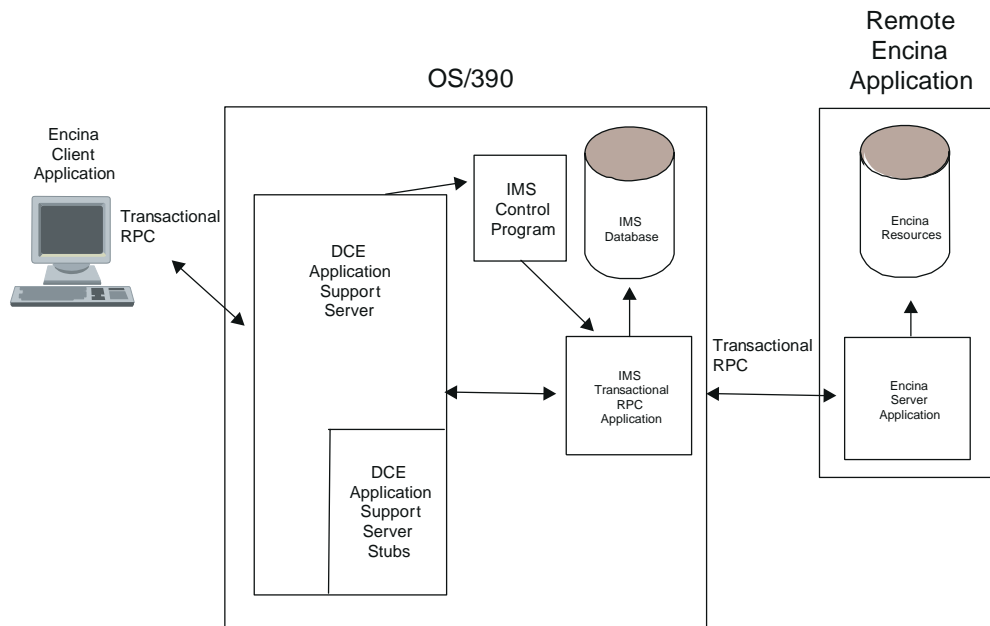 Remote
Encina
Application
OS/390
Encina
Client
Application
Transactional
RPC
DCE
Application
Support
Server
IMS
Control
Program
IMS
Database
Encina
Resources
IMS
Transactional
RPC
Application
Transactional
RPC
Encina
Server
Application
DCE
Application
Support
Server
Stubs